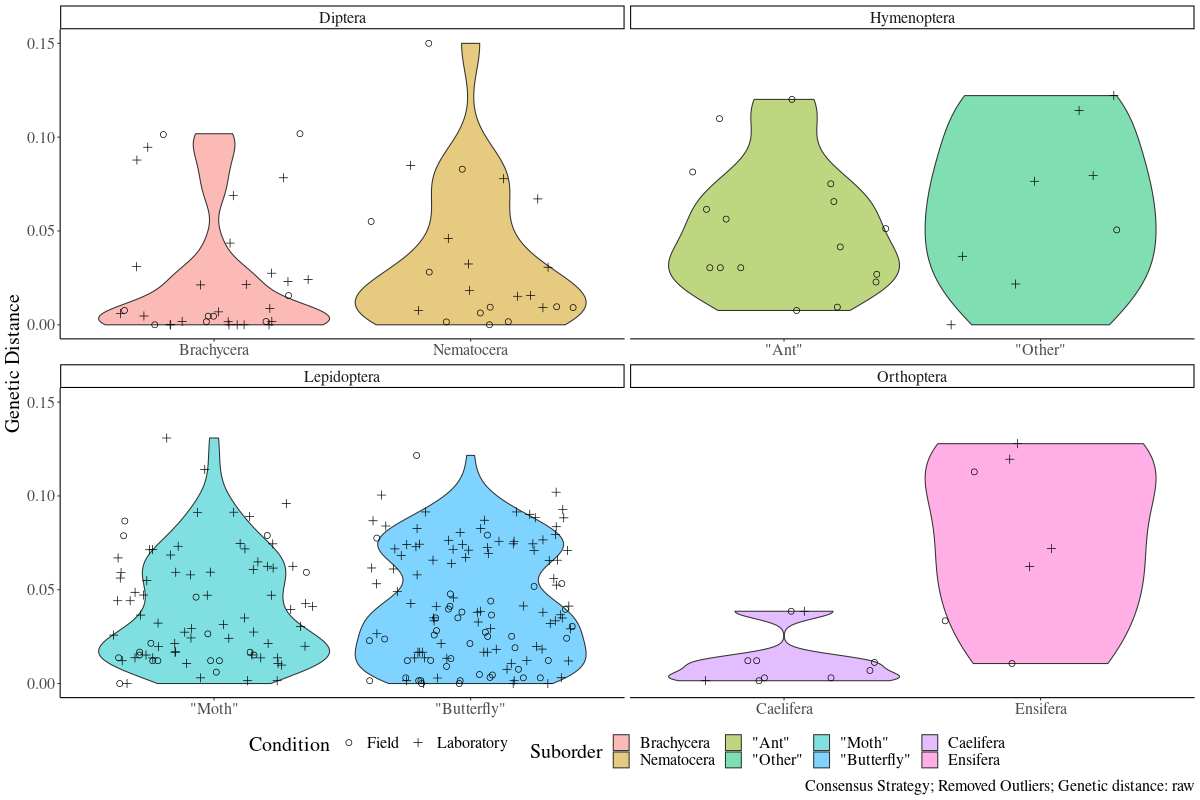 Diptera
Hymenoptera
Genetic Distance
0.15
0.10
0.05
0.00
Brachycera
Nematocera
"Ant"
"Other"
Lepidoptera
Orthoptera
0.15
0.10
0.05
0.00
"Moth"
"Butterfly"
Caelifera
Ensifera
Condition
Field
Laboratory
Suborder
Brachycera
Nematocera
"Ant"
"Other"
"Moth"
"Butterfly"
Caelifera
Ensifera
Consensus Strategy; Removed Outliers; Genetic distance: raw